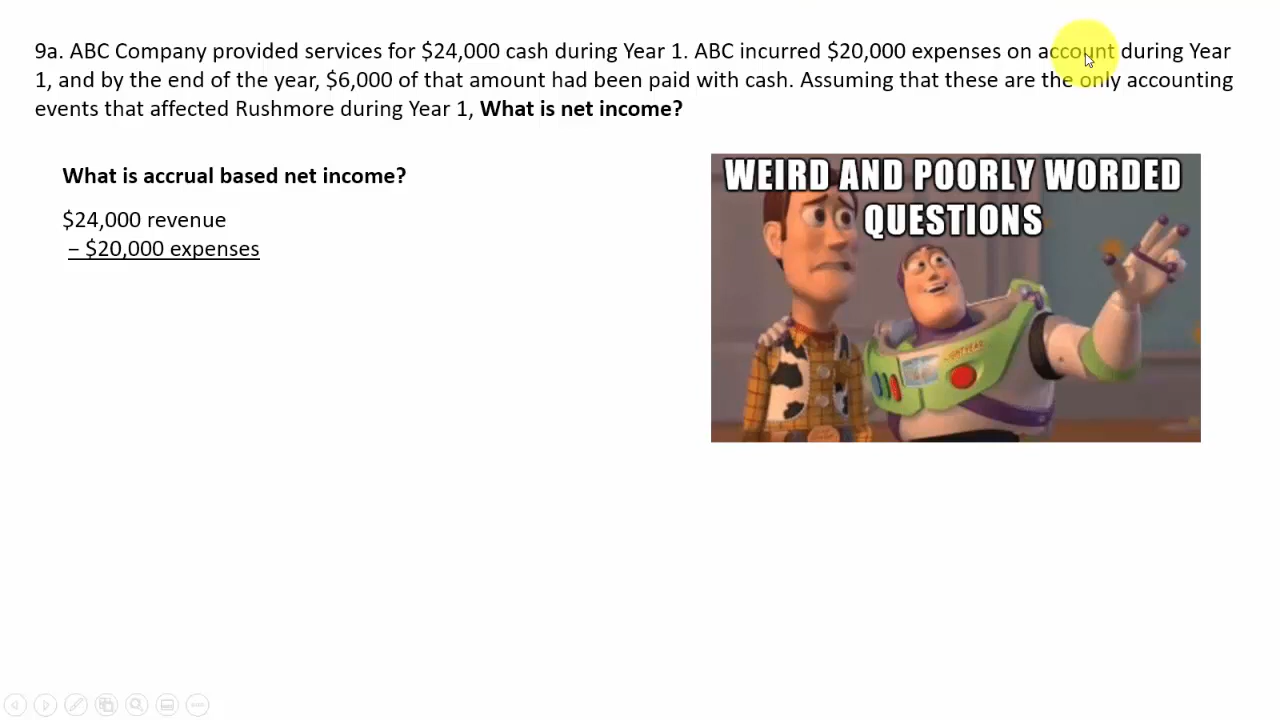 9a. ABC Company provided services for $24,000 cash during Year 1. ABC incurred $20,000 expenses on account during Year
1, and by the end of the year, $6,000 of that amount had been paid with cash. Assuming that these are the only accounting
events that affected Rushmore during Year 1, What is net income?
What is accrual based net income?
$24,000 revenue
– $20,000 expenses
WEIRD AND POORLY WORDED
QUESTIONS
LIGHTYEAR